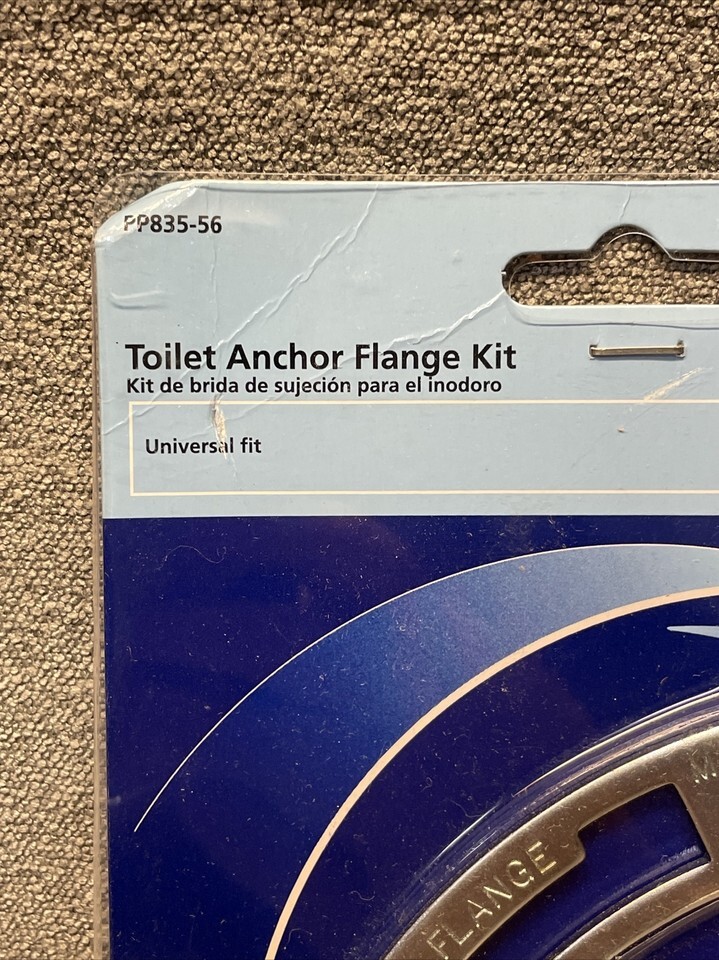 PP835-56
Toilet Anchor Flange Kit
Kit de brida de sujeción para el inodoro
Universal fit
FLANGE